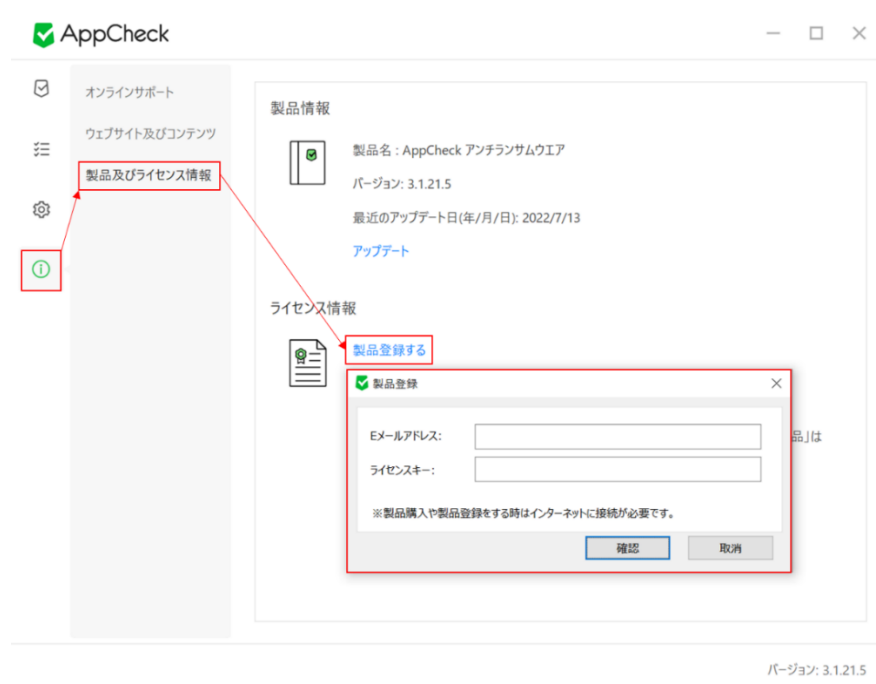 AppCheck
オンラインサポート
ウェブサイト及びコンテンツ
製品及びライセンス情報
製品情報
製品名 : AppCheck アンチランサムウエア
バージョン: 3.1.21.5
最近のアップデート日(年/月/日): 2022/7/13
アップデート
ライセンス情報
製品登録する
製品登録
Eメールアドレス:
品」は
ライセンスキー:
※製品購入や製品登録をする時はインターネットに接続が必要です。
確認
取消
バージョン: 3.1.21.5